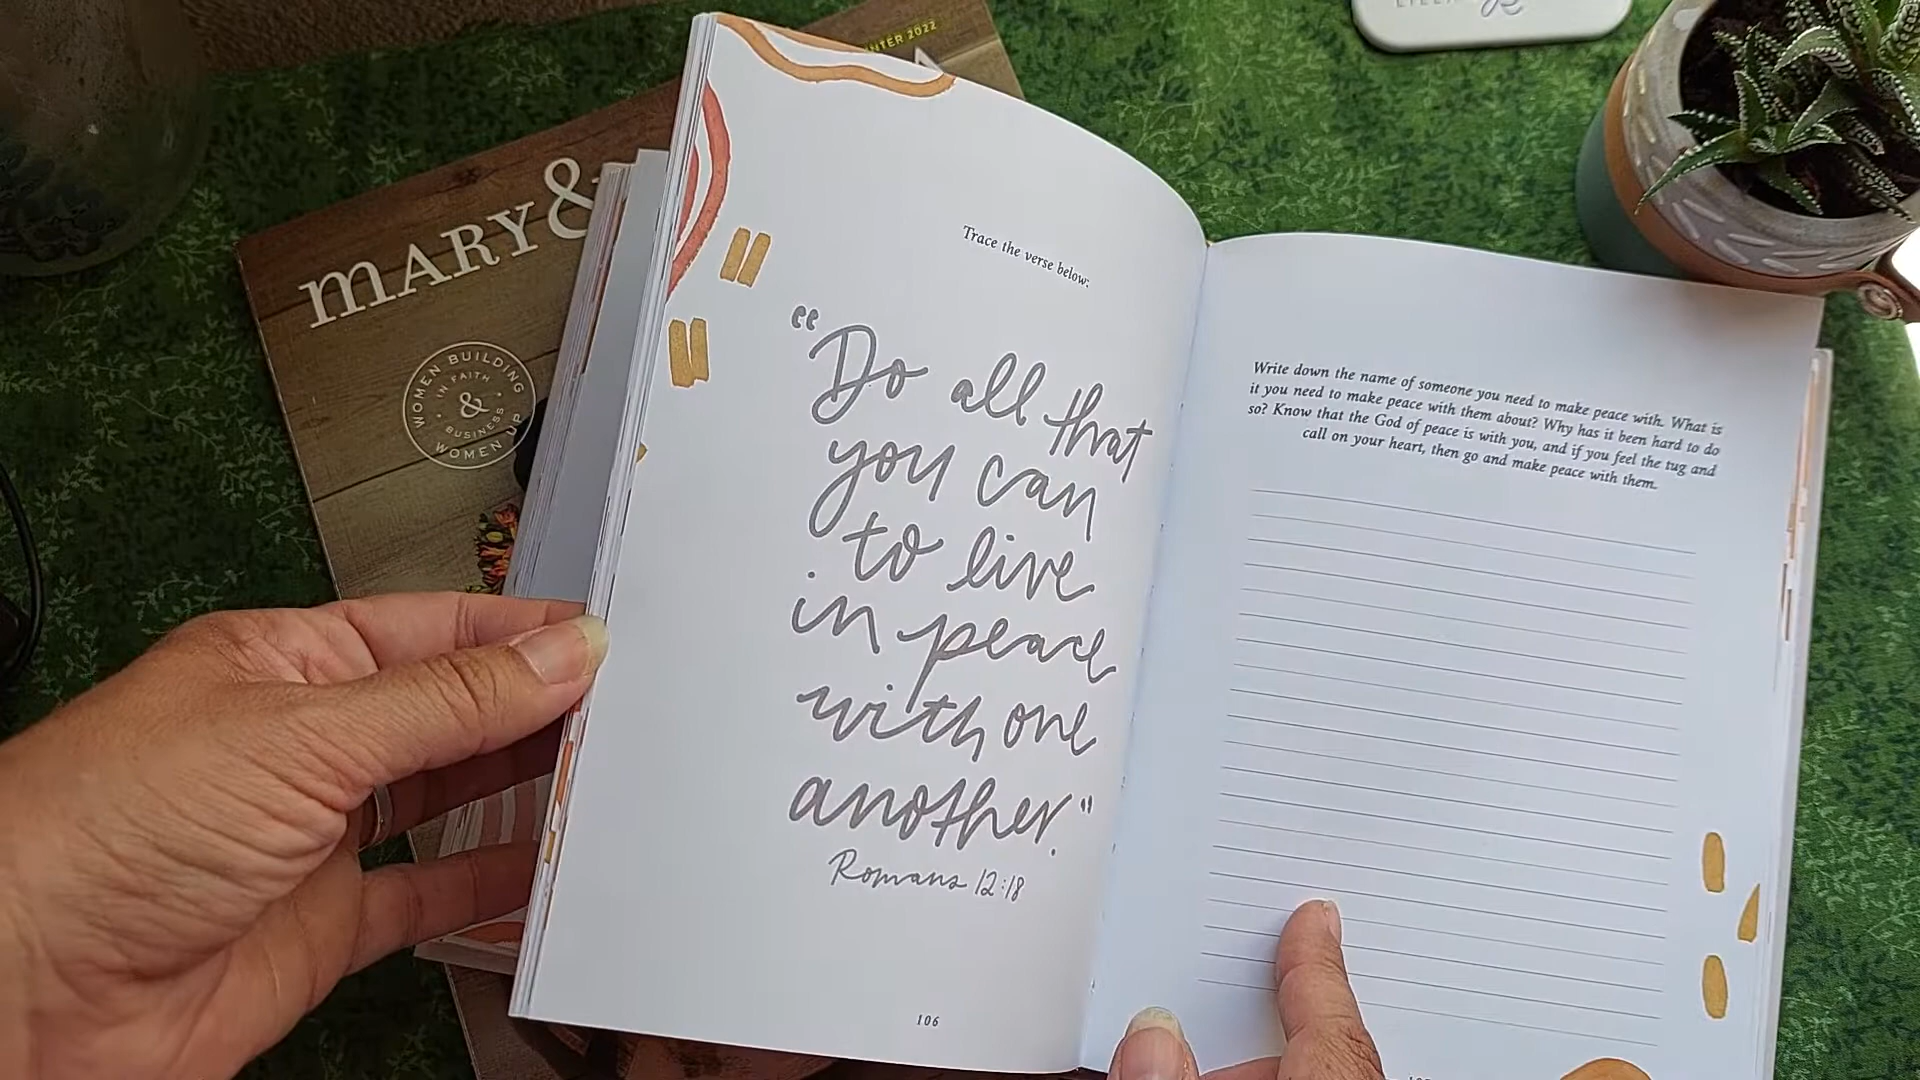 WINTER 2022
MARY&
WOMEN BUILDING
IN FAITH
&
BUSINESS
WOMEN UP
Trace the verse below:
“Do all that
you can
to live
in peace
with one
another.”
Romans 12:18
106
Write down the name of someone you need to make peace with. What is
it you need to make peace with them about? Why has it been hard to do
so? Know that the God of peace is with you, and if you feel the tug and
call on your heart, then go and make peace with them.